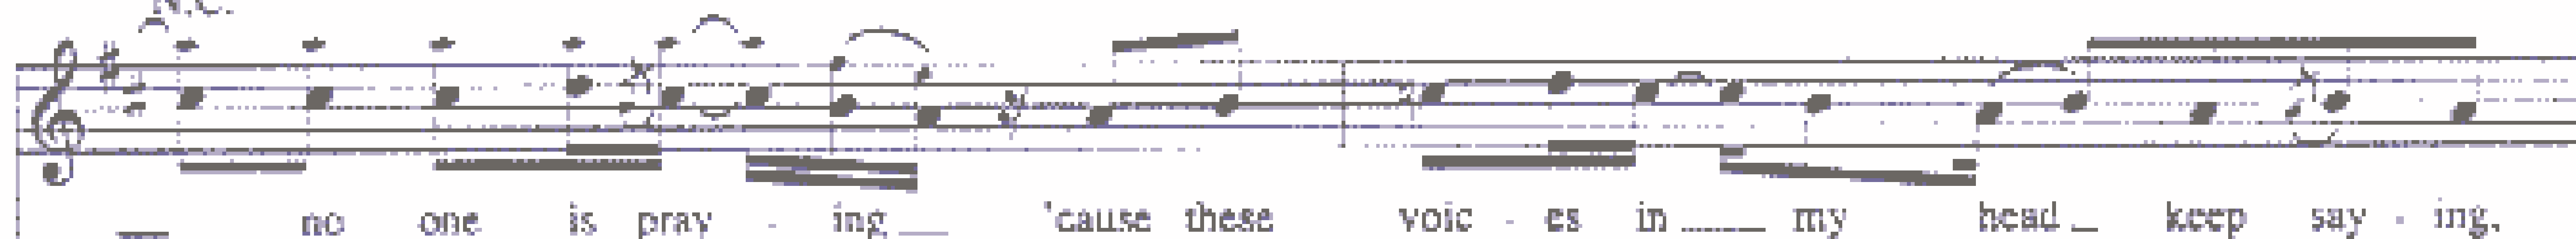 N.C.
no one is pray - ing 'cause these voic - es in my head keep say - ing,